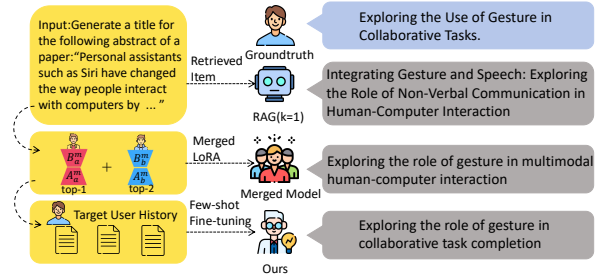 Input:Generate a title for
the following abstract of a
paper:“Personal assistants
such as Siri have changed
the way people interact
with computers by ... ”
Retrieved
Item
Groundtruth
Exploring the Use of Gesture in
Collaborative Tasks.
RAG(k=1)
Integrating Gesture and Speech: Exploring
the Role of Non-Verbal Communication in
Human-Computer Interaction
B_a^m
A_a^m
top-1
+
B_b^m
A_b^m
top-2
Merged
LoRA
Merged Model
Exploring the role of gesture in multimodal
human-computer interaction
Target User History
Few-shot
Fine-tuning
Ours
Exploring the role of gesture in
collaborative task completion